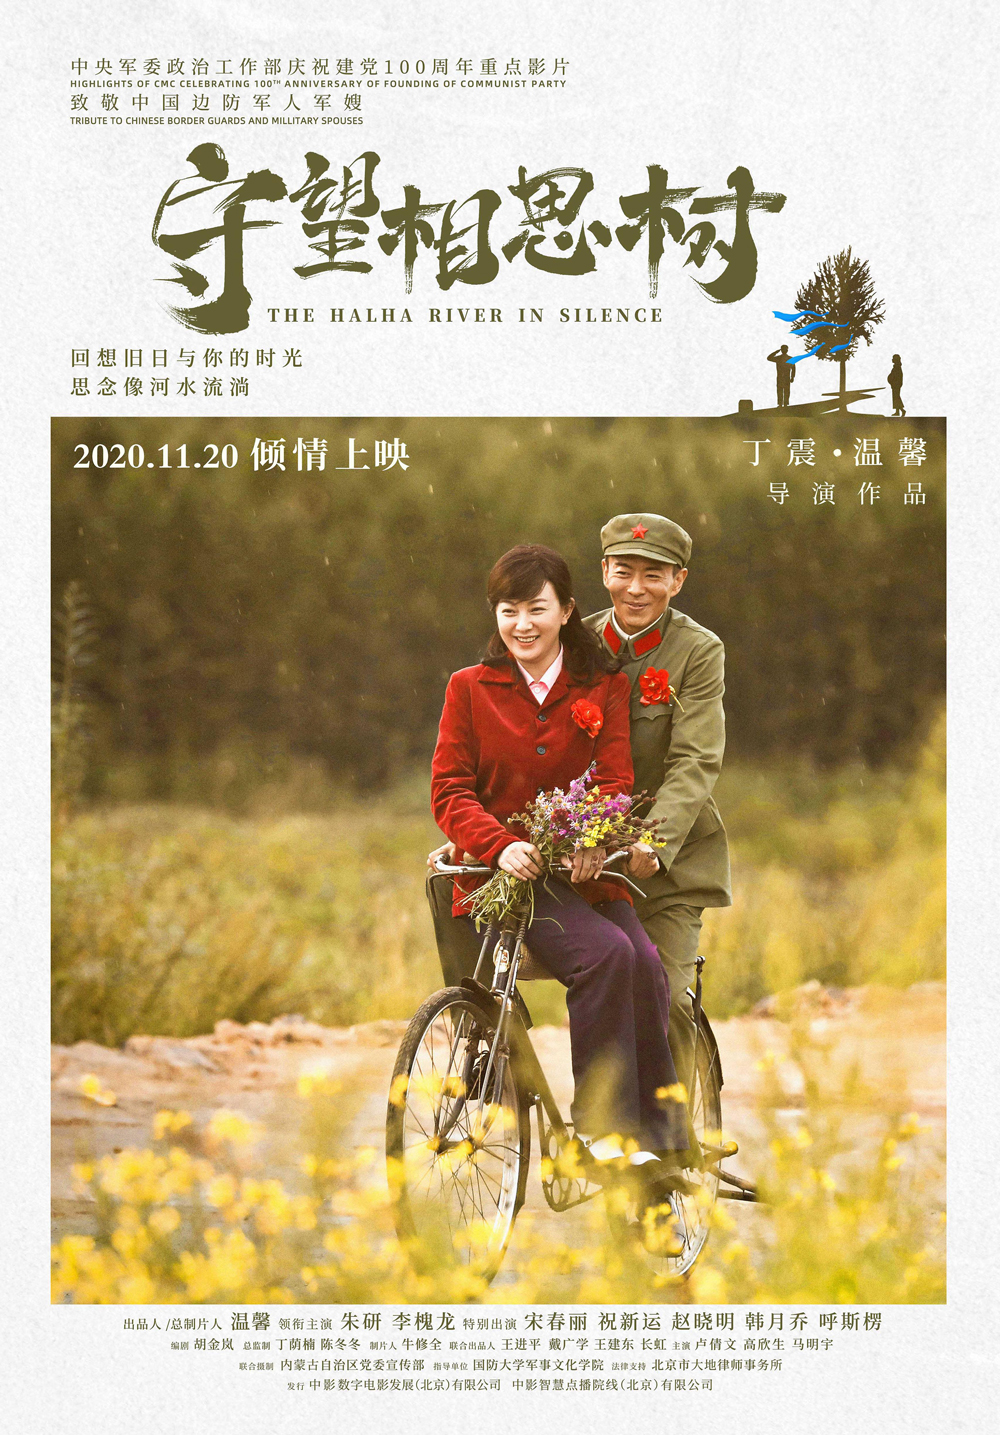 中央军委政治工作部庆祝建党100周年重点影片
HIGHLIGHTS OF CMC CELEBRATING 100TH ANNIVERSARY OF FOUNDING OF COMMUNIST PARTY
致敬中国边防军人军嫂
TRIBUTE TO CHINESE BORDER GUARDS AND MILLITARY SPOUSES
守望相思树
THE HALHA RIVER IN SILENCE
回想旧日与你的时光
思念像河水流淌
2020.11.20 倾情上映
丁震·温馨
导演作品
出品人/总制片人 温馨 领衔主演 朱研 李槐龙 特别出演 宋春丽 祝新运 赵晓明 韩月乔 呼斯楞
编剧 胡金岚 总监制 丁荫楠 陈冬冬 制片人 牛修全 联合出品人 王进平 戴广学 王建东 长虹 主演 卢倩文 高欣生 马明宇
联合摄制 内蒙古自治区党委宣传部 指导单位 国防大学军事文化学院 法律支持 北京市大地律师事务所
发行 中影数字电影发展(北京)有限公司 中影智慧点播院线(北京)有限公司